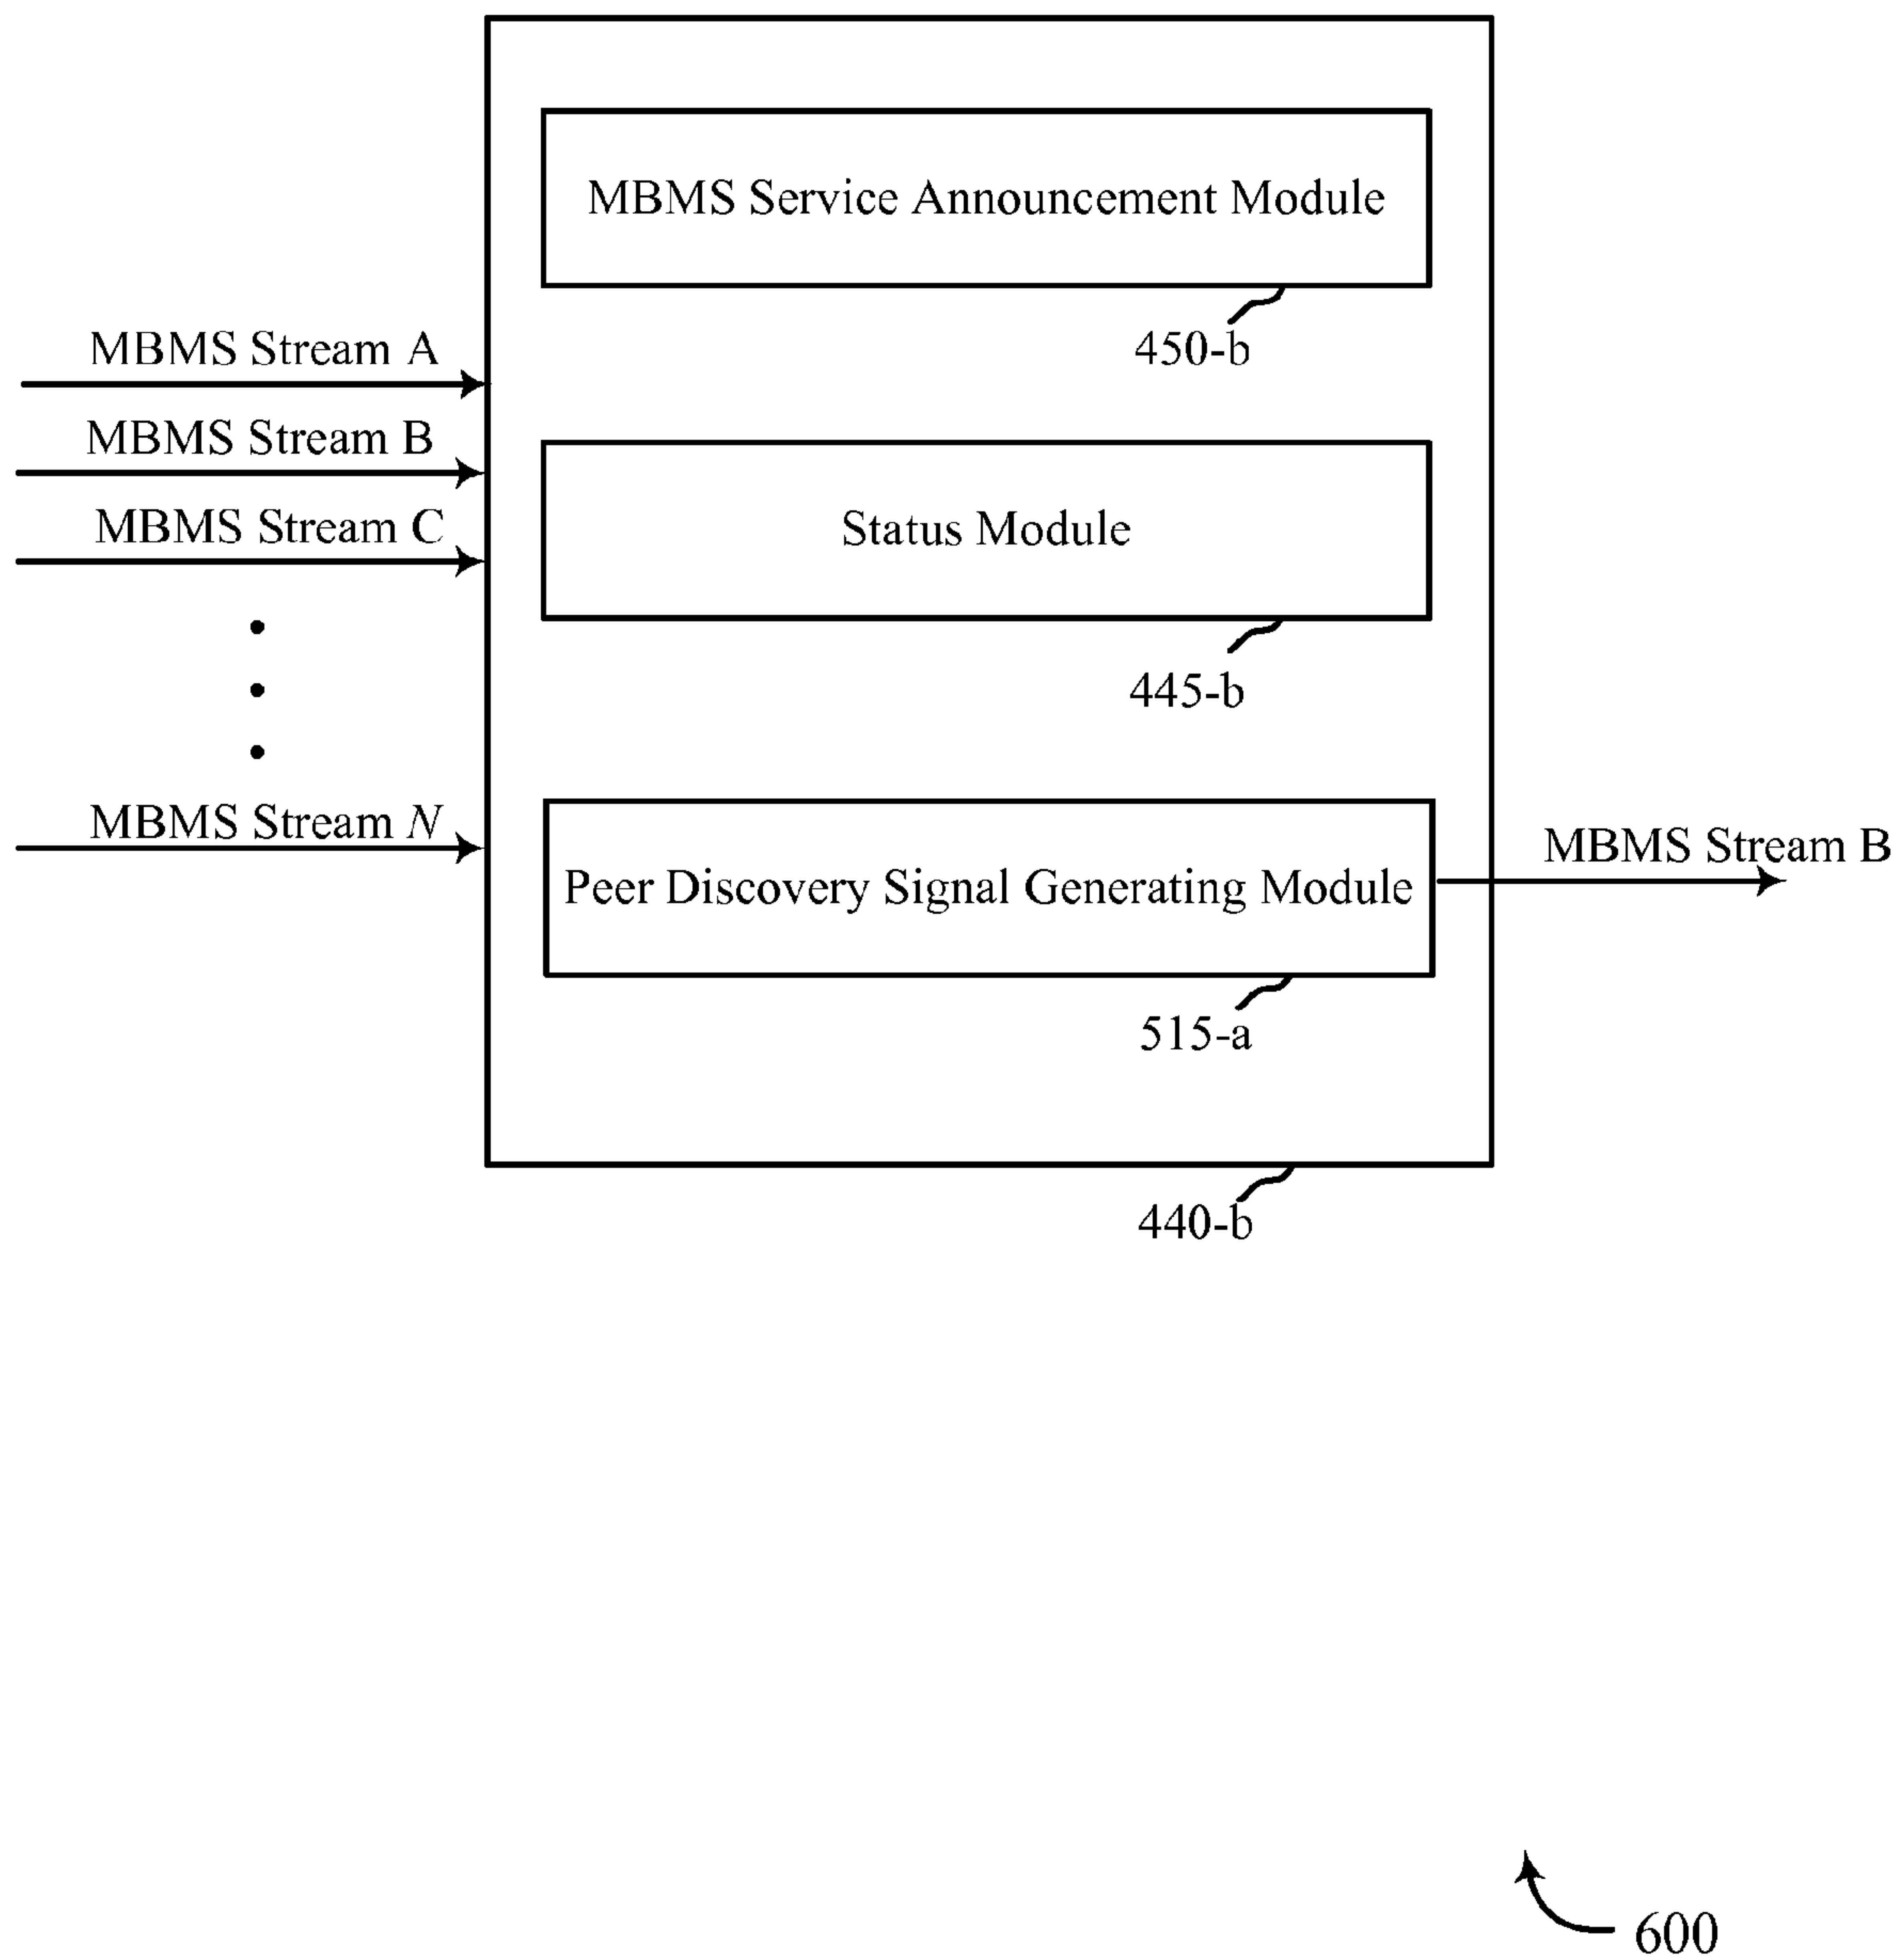 MBMS Service Announcement Module
450-b
MBMS Stream A
MBMS Stream B
MBMS Stream C
Status Module
445-b
MBMS Stream N
MBMS Stream B
Peer Discovery Signal Generating Module
515-a
440-b
600